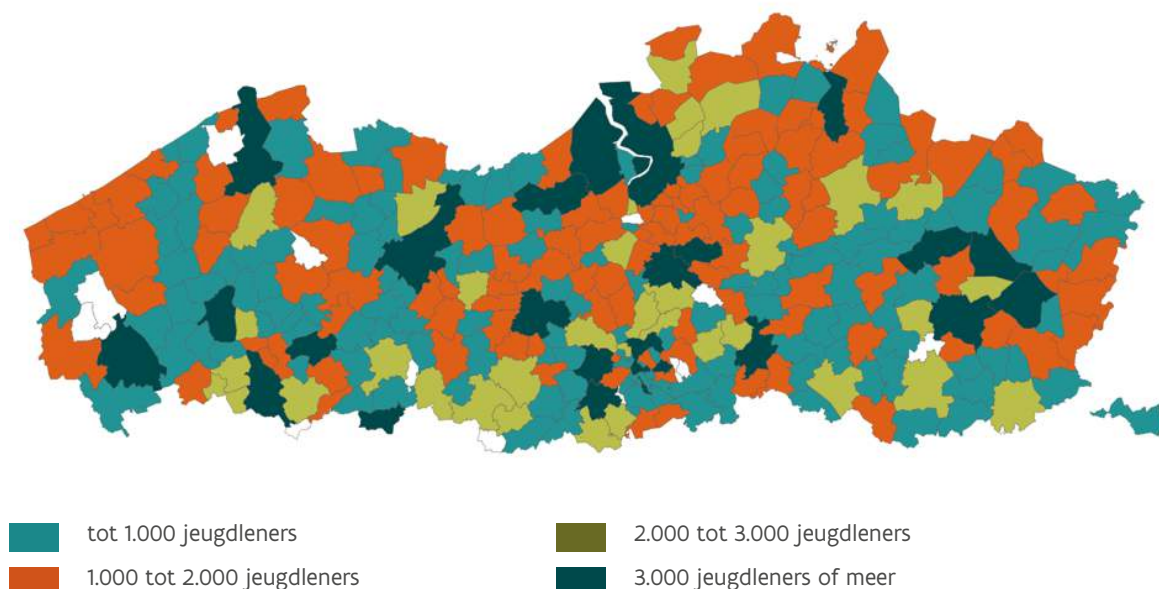 tot 1.000 jeugdleners
1.000 tot 2.000 jeugdleners
2.000 tot 3.000 jeugdleners
3.000 jeugdleners of meer